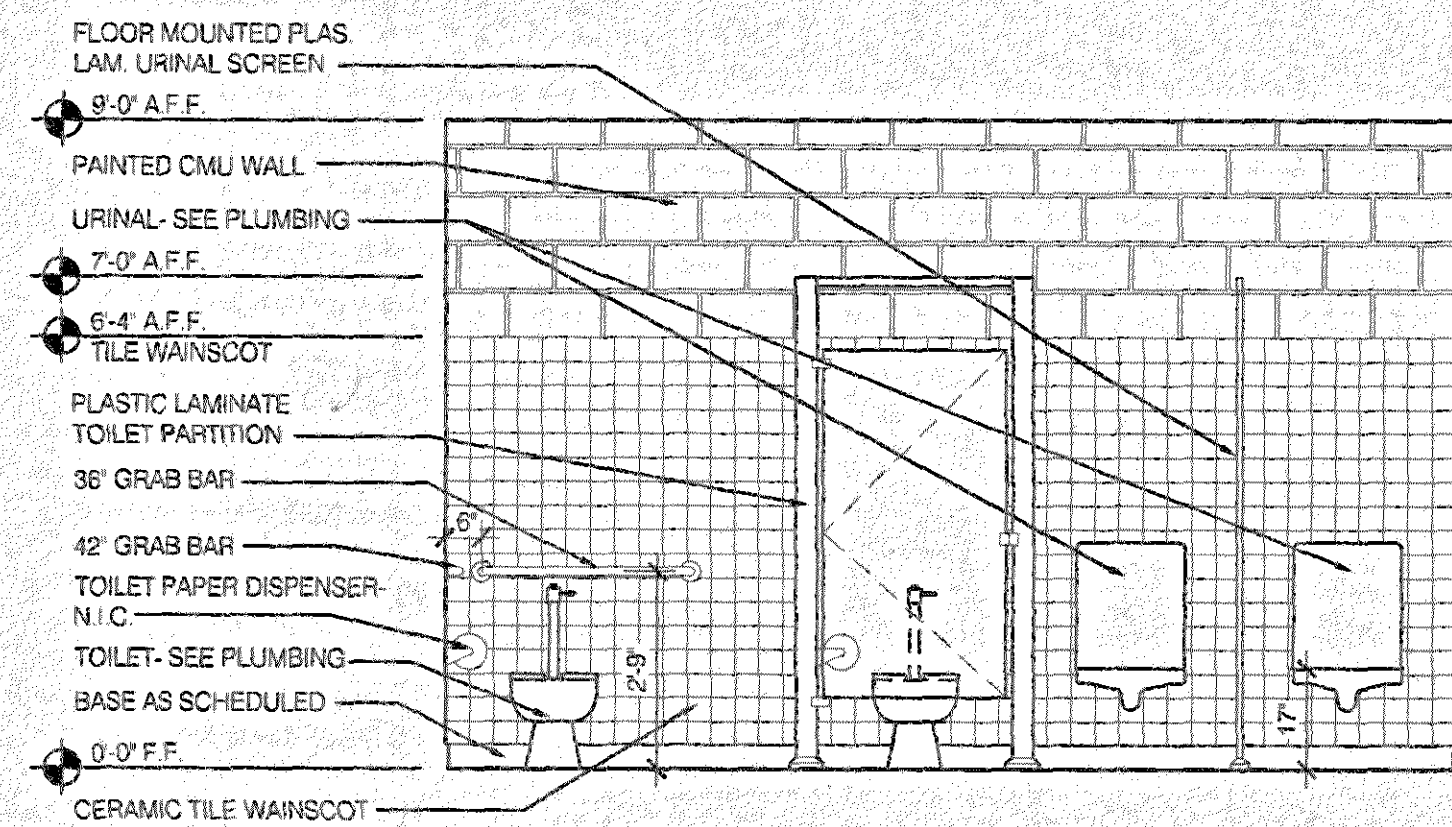 FLOOR MOUNTED PLAS.
LAM. URINAL SCREEN
9'-0" A.F.F.
PAINTED CMU WALL
URINAL- SEE PLUMBING
7'-0" A.F.F.
6'-4" A.F.F.
TILE WAINSCOT
PLASTIC LAMINATE
TOILET PARTITION
36" GRAB BAR
6"
42" GRAB BAR
TOILET PAPER DISPENSER-
N.I.C.
TOILET- SEE PLUMBING
2'-9"
BASE AS SCHEDULED
17"
0'-0" F.F.
CERAMIC TILE WAINSCOT